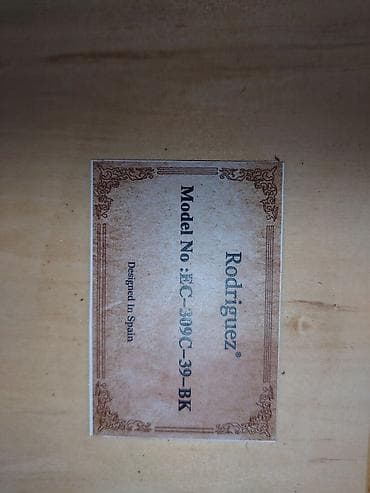 Rodriguez®
Model No :EC-309C-39-BK
Designed in Spain